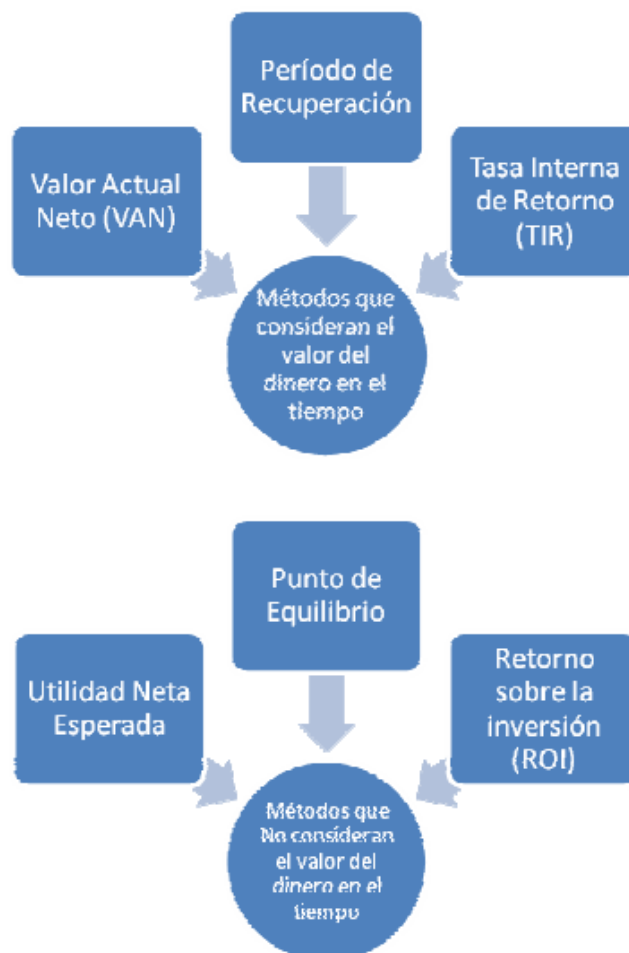 Período de
Recuperación
Valor Actual
Neto (VAN)
Tasa Interna
de Retorno
(TIR)
Métodos que
consideran el
valor del
dinero en el
tiempo
Punto de
Equilibrio
Utilidad Neta
Esperada
Retorno
sobre la
inversión
(ROI)
Métodos que
No consideran
el valor del
dinero en el
tiempo